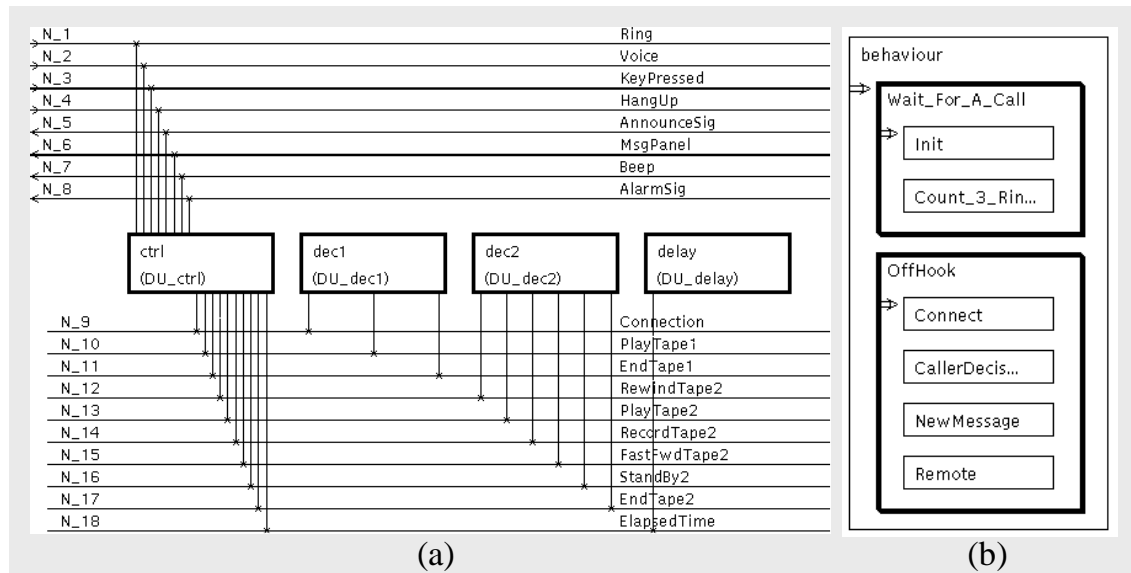 N_1 Ring
N_2 Voice
N_3 KeyPressed
N_4 HangUp
N_5 AnnounceSig
N_6 MsgPanel
N_7 Beep
N_8 AlarmSig
ctrl dec1 dec2 delay
(DU_ctrl) (DU_dec1) (DU_dec2) (DU_delay)
N_9 Connection
N_10 PlayTape1
N_11 EndTape1
N_12 RewindTape2
N_13 PlayTape2
N_14 RecordTape2
N_15 FastFwdTape2
N_16 StandBy2
N_17 EndTape2
N_18 ElapsedTime
(a)
behaviour
Wait_For_A_Call
Init
Count_3_Rin...
OffHook
Connect
CallerDecis...
NewMessage
Remote
(b)